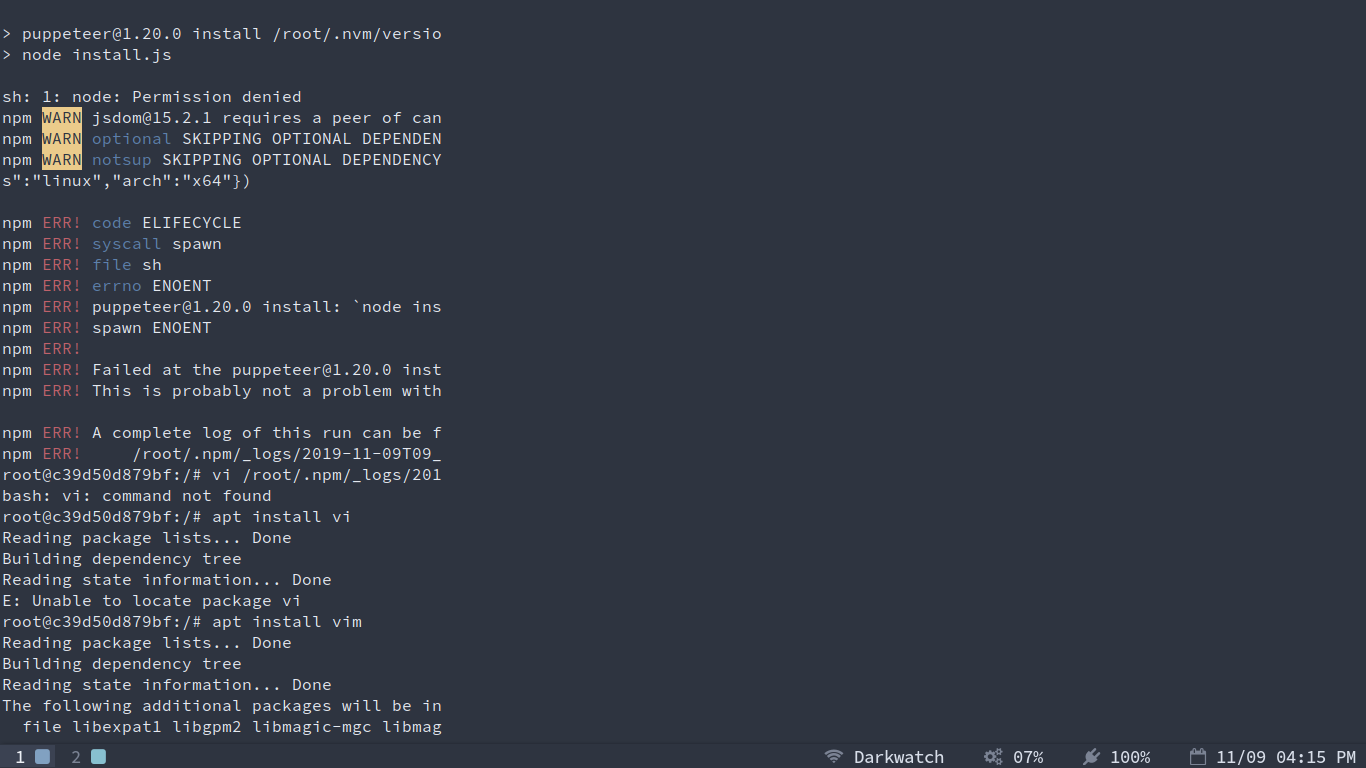 > puppeteer@1.20.0 install /root/.nvm/versio
> node install.js
sh: 1: node: Permission denied
npm WARN jsdom@15.2.1 requires a peer of can
npm WARN optional SKIPPING OPTIONAL DEPENDEN
npm WARN notsup SKIPPING OPTIONAL DEPENDENCY
s":"linux","arch":"x64"})
npm ERR! code ELIFECYCLE
npm ERR! syscall spawn
npm ERR! file sh
npm ERR! errno ENOENT
npm ERR! puppeteer@1.20.0 install: `node ins
npm ERR! spawn ENOENT
npm ERR!
npm ERR! Failed at the puppeteer@1.20.0 inst
npm ERR! This is probably not a problem with
npm ERR! A complete log of this run can be f
npm ERR!     /root/.npm/_logs/2019-11-09T09_
root@c39d50d879bf:/# vi /root/.npm/_logs/201
bash: vi: command not found
root@c39d50d879bf:/# apt install vi
Reading package lists... Done
Building dependency tree
Reading state information... Done
E: Unable to locate package vi
root@c39d50d879bf:/# apt install vim
Reading package lists... Done
Building dependency tree
Reading state information... Done
The following additional packages will be in
  file libexpat1 libgpm2 libmagic-mgc libmag
1 2 Darkwatch 07% 100% 11/09 04:15 PM